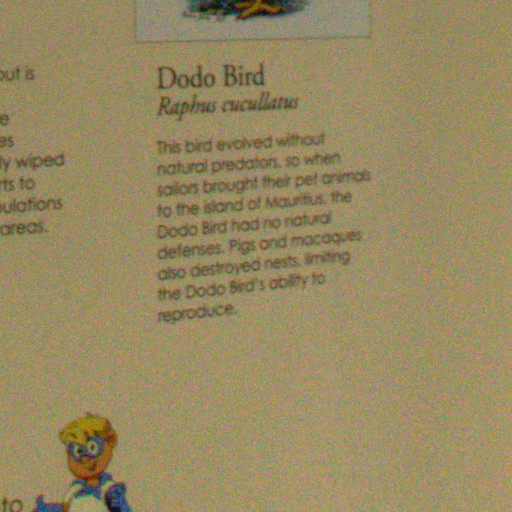 out is
e
es
ly wiped
rts to
ulations
areas.
Dodo Bird
Raphus cucullatus
This bird evolved without
natural predators, so when
sailors brought their pet animals
to the island of Mauritius, the
Dodo Bird had no natural
defenses. Pigs and macaques
also destroyed nests, limiting
the Dodo Bird's ability to
reproduce.
to